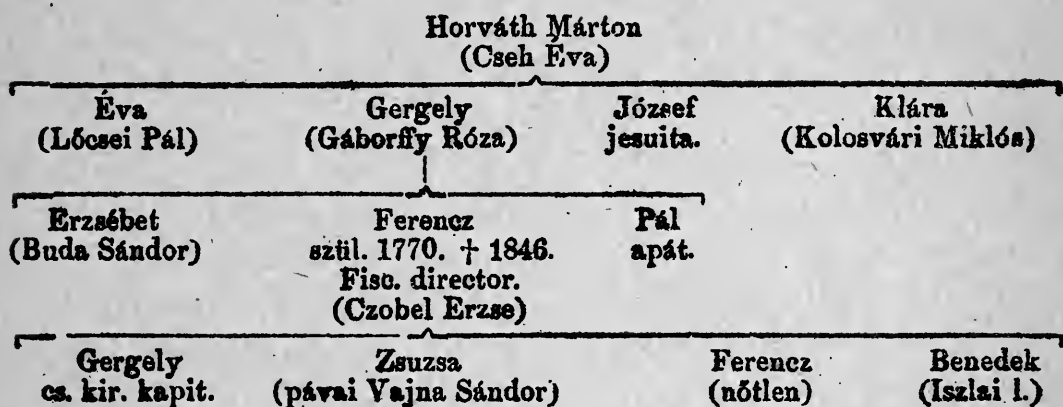 Horváth Márton
(Cseh Éva)
Éva Gergely József Klára
(Lőcsei Pál) (Gáborffy Róza) jesuita. (Kolosvári Miklós)
Erzsébet Ferencz Pál
(Buda Sándor) szül. 1770. † 1846. apát.
Fisc. director.
(Czobel Erzse)
Gergely Zsuzsa Ferencz Benedek
cs. kir. kapit. (pávai Vajna Sándor) (nőtlen) (Iszlai l.)